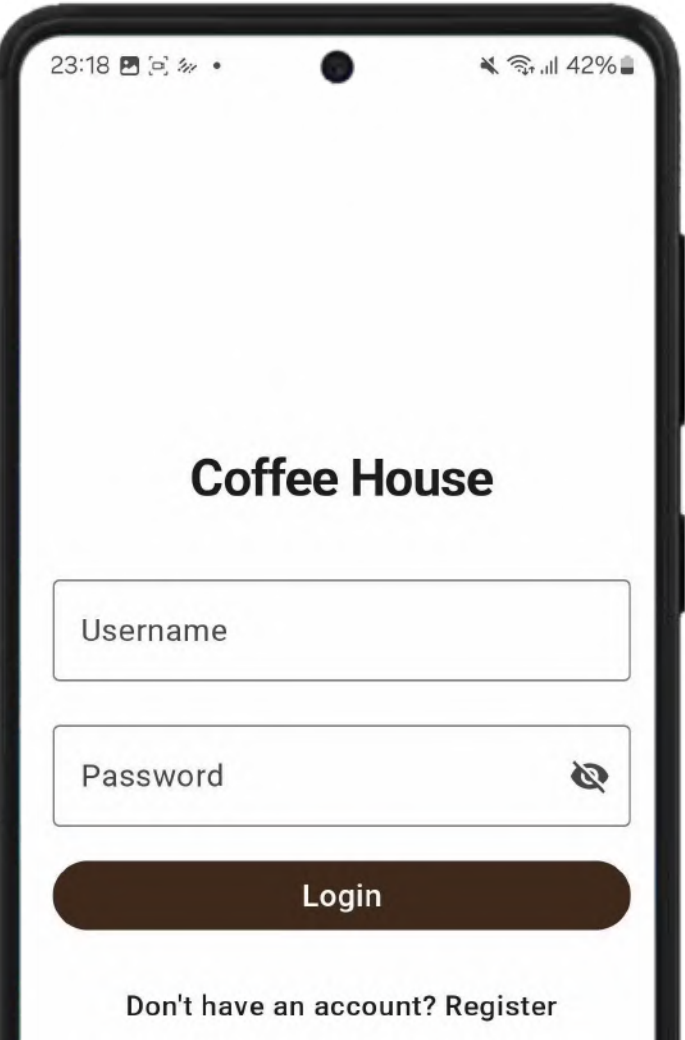 23:18 42%
Coffee House
Username
Password
Login
Don't have an account? Register